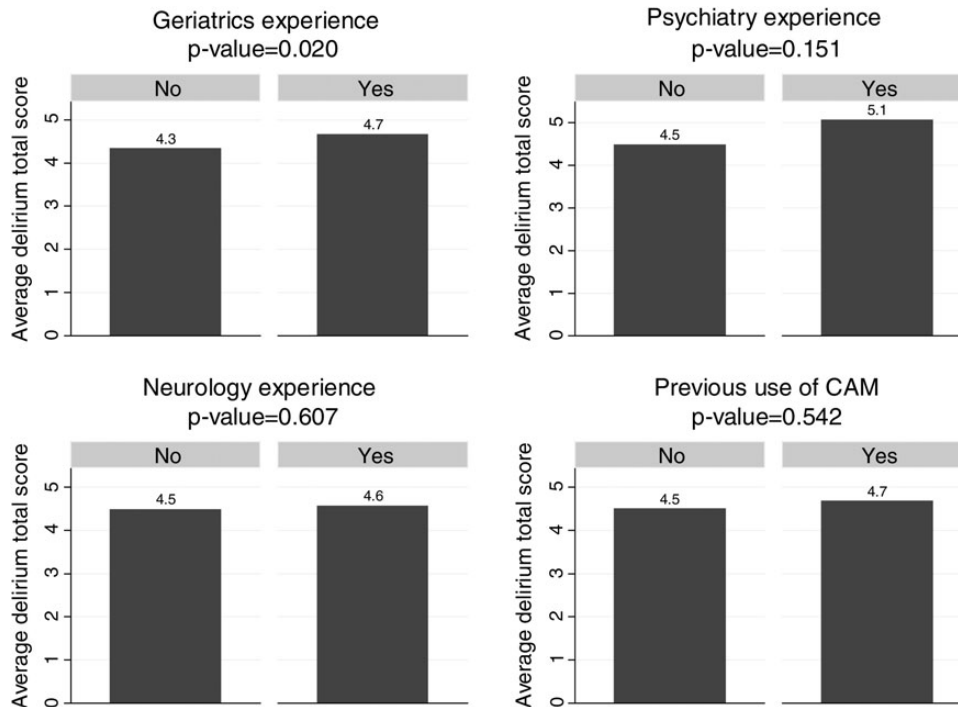 Geriatrics experience
p-value=0.020
No
Yes
Average delirium total score
5
4
3
2
1
0
4.3
4.7
Psychiatry experience
p-value=0.151
No
Yes
Average delirium total score
5
4
3
2
1
0
4.5
5.1
Neurology experience
p-value=0.607
No
Yes
Average delirium total score
5
4
3
2
1
0
4.5
4.6
Previous use of CAM
p-value=0.542
No
Yes
Average delirium total score
5
4
3
2
1
0
4.5
4.7